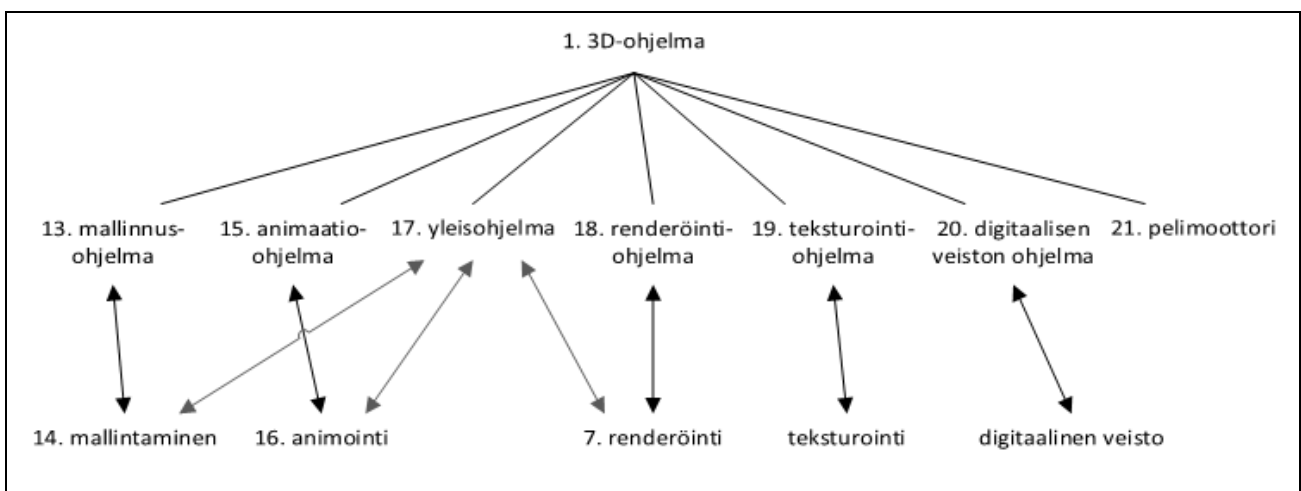 1. 3D-ohjelma
13. mallinnus-
ohjelma
15. animaatio-
ohjelma
17. yleisohjelma
18. renderöinti-
ohjelma
19. teksturointi-
ohjelma
20. digitaalisen
veiston ohjelma
21. pelimoottori
14. mallintaminen
16. animointi
7. renderöinti
teksturointi
digitaalinen veisto